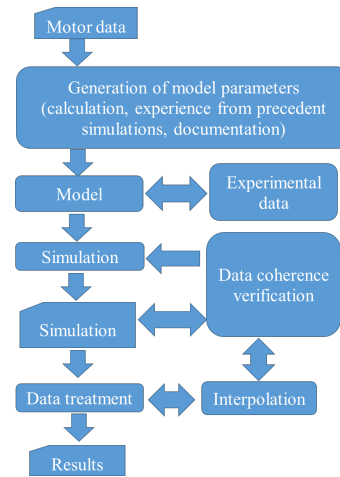 Motor data
Generation of model parameters
(calculation, experience from precedent
simulations, documentation)
Model
Experimental
data
Simulation
Data coherence
verification
Simulation
Data treatment
Interpolation
Results